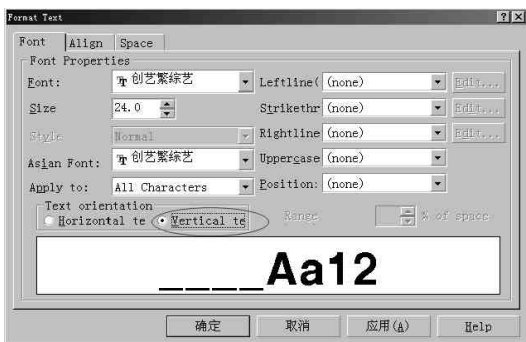 Format Text
Font Align Space
Font Properties
Font: 创艺繁综艺 Leftline( (none) Edit...
Size 24.0 Strikethr (none) Edit...
Style Normal Rightline (none) Edit...
Asian Font: 创艺繁综艺 Uppercase (none)
Apply to: All Characters Position: (none)
Text orientation
Horizontal te Vertical te Range % of space
____Aa12
确定 取消 应用(A) Help